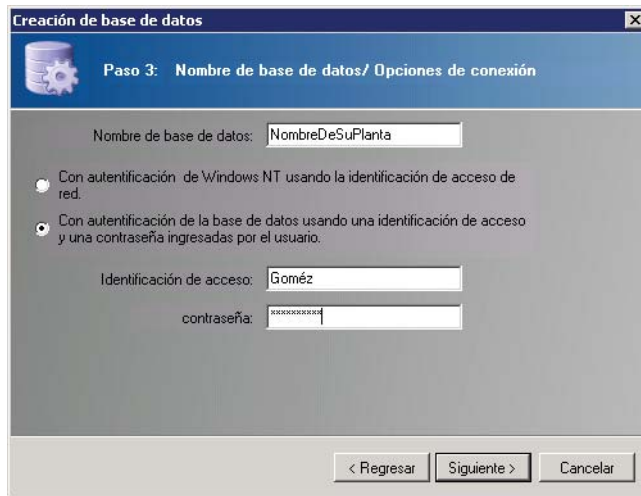 Creación de base de datos
Paso 3: Nombre de base de datos/ Opciones de conexión
Nombre de base de datos: NombreDeSuPlanta
Con autentificación de Windows NT usando la identificación de acceso de
red.
Con autentificación de la base de datos usando una identificación de acceso
y una contraseña ingresadas por el usuario.
Identificación de acceso: Goméz
contraseña: **********
< Regresar Siguiente > Cancelar